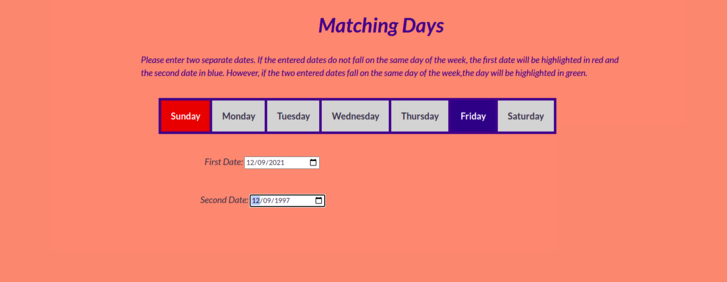 Matching Days
Please enter two separate dates. If the entered dates do not fall on the same day of the week, the first date will be highlighted in red and
the second date in blue. However, if the two entered dates fall on the same day of the week,the day will be highlighted in green.
Sunday Monday Tuesday Wednesday Thursday Friday Saturday
First Date: 12/09/2021
Second Date: 12/09/1997